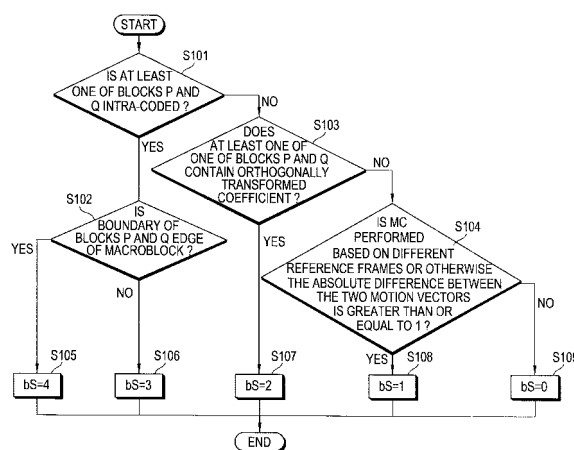 START
S101
IS AT LEAST
ONE OF BLOCKS P AND
Q INTRA-CODED ?
NO
YES
S103
DOES
AT LEAST ONE OF
ONE OF BLOCKS P AND Q
CONTAIN ORTHOGONALLY
TRANSFORMED
COEFFICIENT ?
NO
YES
S102
IS
BOUNDARY OF
BLOCKS P AND Q EDGE
OF MACROBLOCK ?
YES
NO
S104
IS MC
PERFORMED
BASED ON DIFFERENT
REFERENCE FRAMES OR OTHERWISE
THE ABSOLUTE DIFFERENCE BETWEEN
THE TWO MOTION VECTORS
IS GREATER THAN OR
EQUAL TO 1 ?
NO
YES
S105
bS=4
S106
bS=3
S107
bS=2
S108
bS=1
S109
bS=0
END